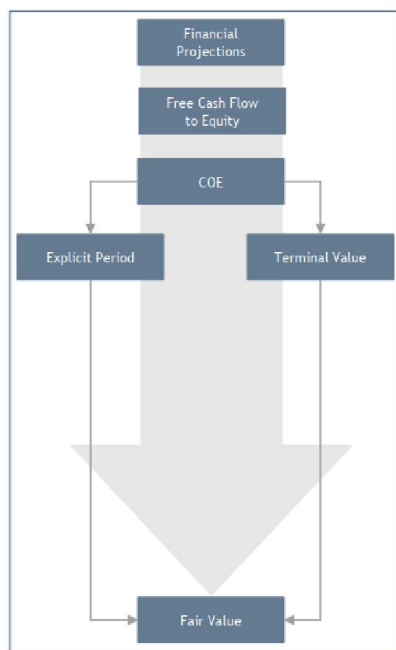 Financial
Projections
Free Cash Flow
to Equity
COE
Explicit Period
Terminal Value
Fair Value